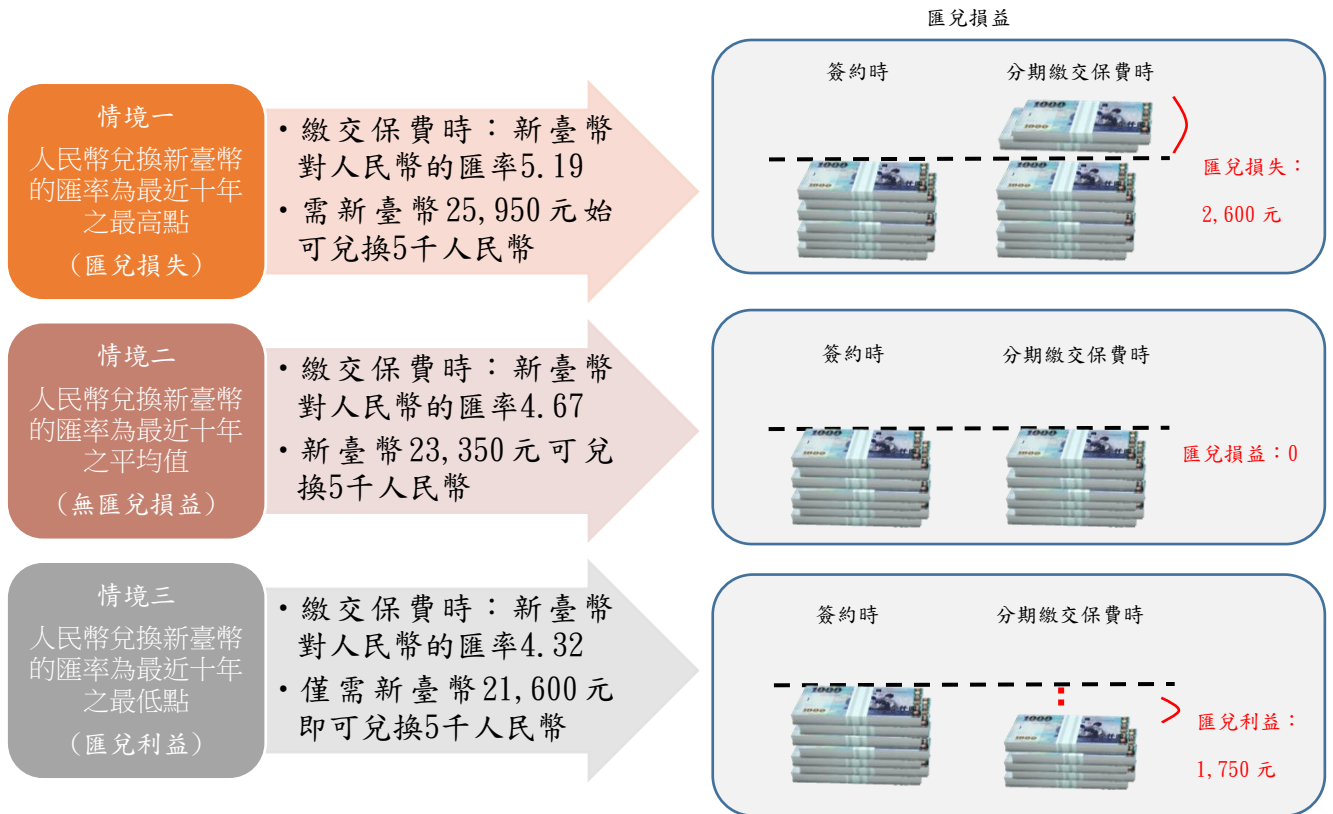 匯兌損益
情境一
人民幣兌換新臺幣
的匯率為最近十年
之最高點
（匯兌損失）
・繳交保費時：新臺幣
對人民幣的匯率5.19
・需新臺幣25,950元始
可兌換5千人民幣
簽約時
分期繳交保費時
匯兌損失：
2,600 元
情境二
人民幣兌換新臺幣
的匯率為最近十年
之平均值
（無匯兌損益）
・繳交保費時：新臺幣
對人民幣的匯率4.67
・新臺幣23,350元可兌
換5千人民幣
簽約時
分期繳交保費時
匯兌損益：0
情境三
人民幣兌換新臺幣
的匯率為最近十年
之最低點
（匯兌利益）
・繳交保費時：新臺幣
對人民幣的匯率4.32
・僅需新臺幣21,600元
即可兌換5千人民幣
簽約時
分期繳交保費時
匯兌利益：
1,750 元